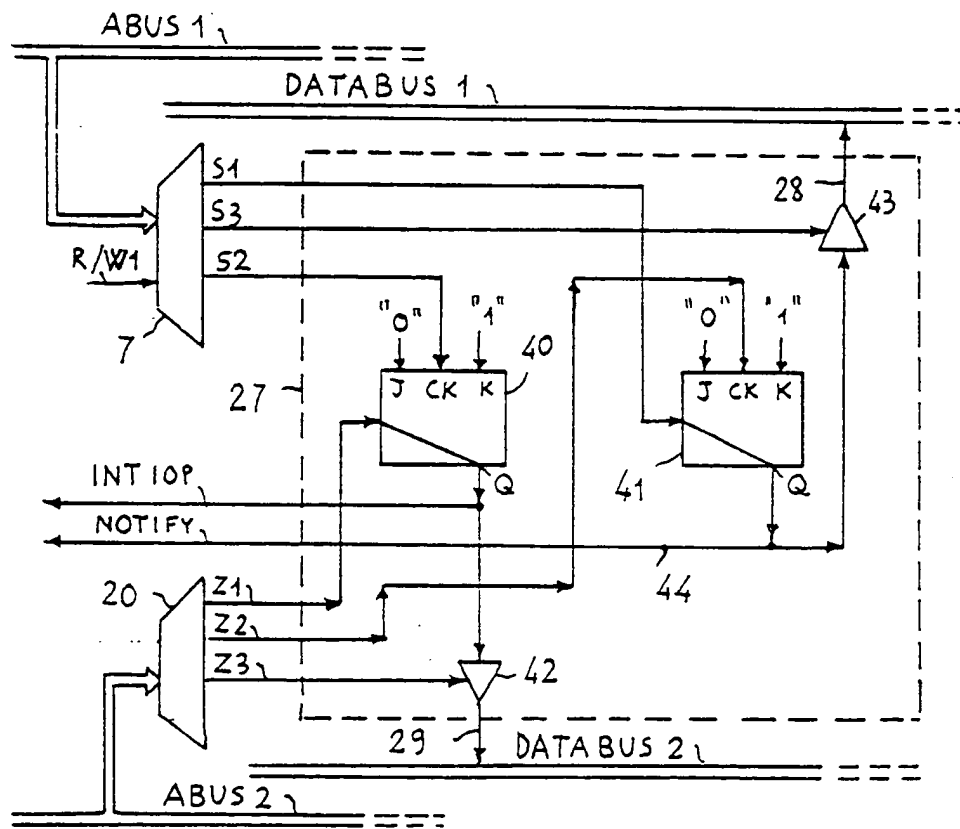 ABUS 1
DATABUS 1
S1
28
43
S3
R/W1
S2
"0"
"1"
"0"
"1"
7
40
J CK K
J CK K
27
INT IOP
Q
41
Q
NOTIFY
20
Z1
44
Z2
Z3
42
29
DATABUS 2
ABUS 2